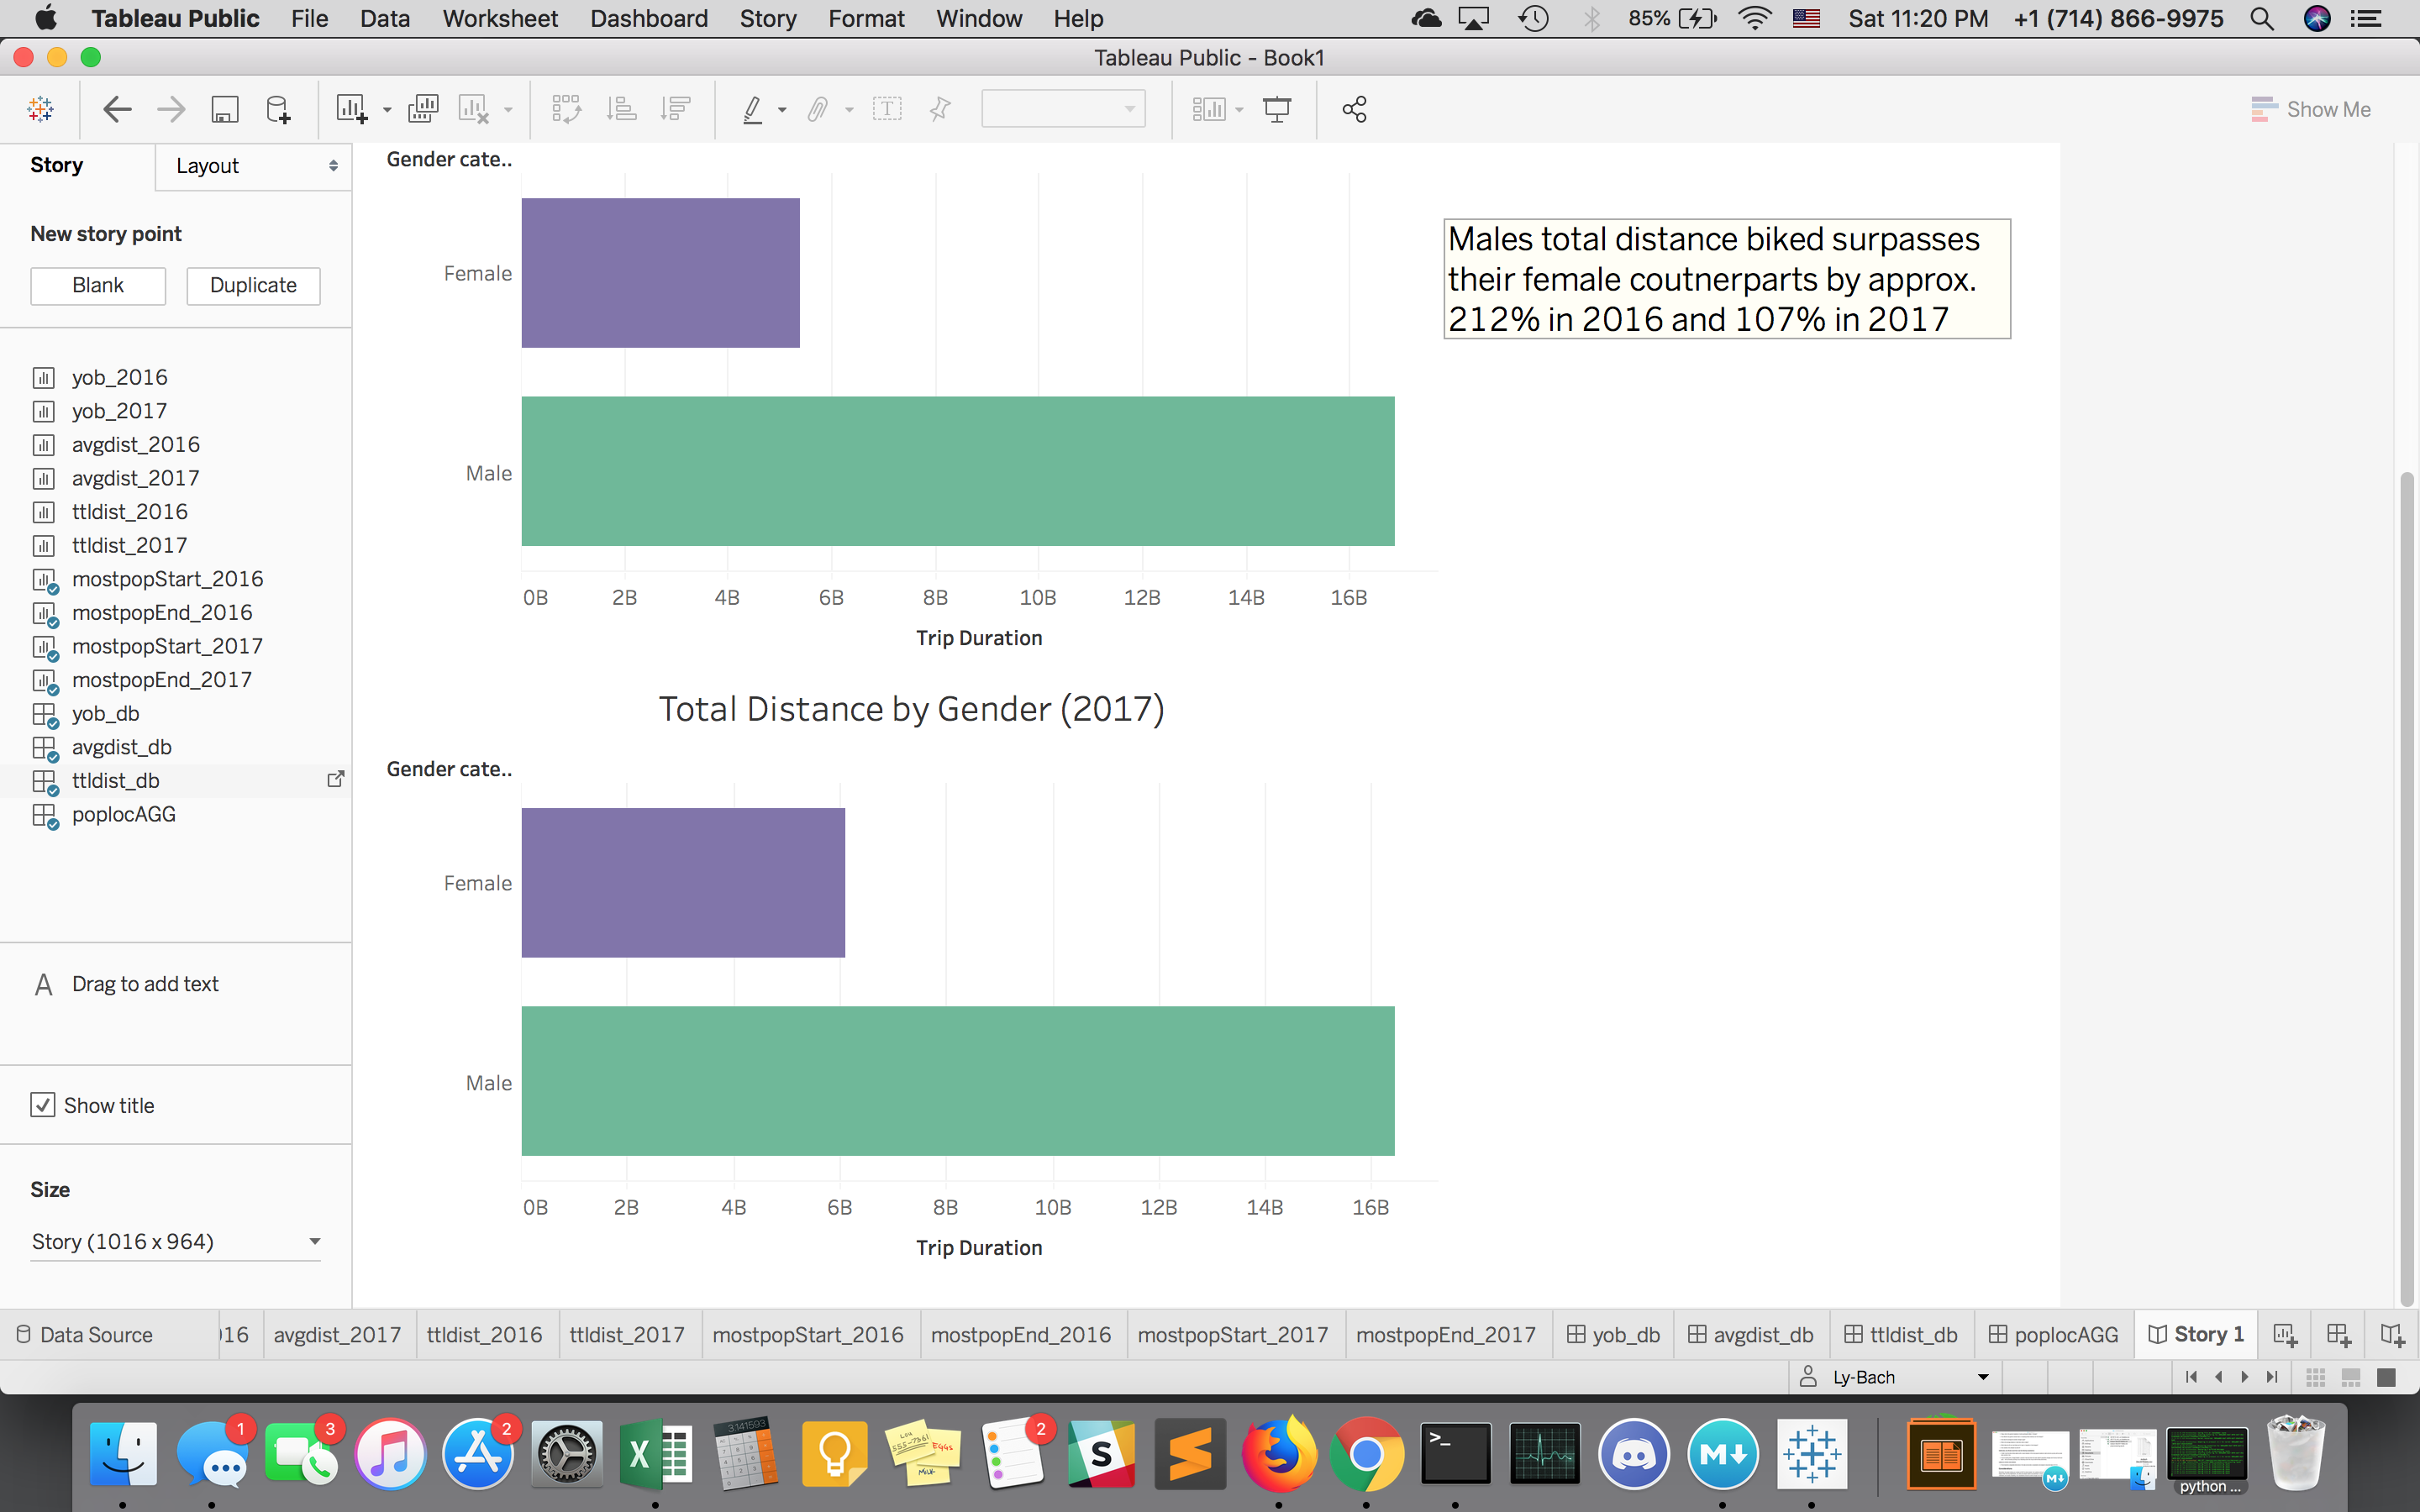 Tableau Public File Data Worksheet Dashboard Story Format Window Help 85% Sat 11:20 PM +1 (714) 866-9975
Tableau Public - Book1
Show Me
Story Layout
New story point
Blank Duplicate
yob_2016
yob_2017
avgdist_2016
avgdist_2017
ttldist_2016
ttldist_2017
mostpopStart_2016
mostpopEnd_2016
mostpopStart_2017
mostpopEnd_2017
yob_db
avgdist_db
ttldist_db
poplocAGG
A Drag to add text
Show title
Size
Story (1016 x 964)
Gender cate..
Female
Male
0B 2B 4B 6B 8B 10B 12B 14B 16B
Trip Duration
Males total distance biked surpasses
their female coutnerparts by approx.
212% in 2016 and 107% in 2017
Total Distance by Gender (2017)
Gender cate..
Female
Male
0B 2B 4B 6B 8B 10B 12B 14B 16B
Trip Duration
Data Source 16 avgdist_2017 ttldist_2016 ttldist_2017 mostpopStart_2016 mostpopEnd_2016 mostpopStart_2017 mostpopEnd_2017 yob_db avgdist_db ttldist_db poplocAGG Story 1
Ly-Bach
1 3 2 2
python ...